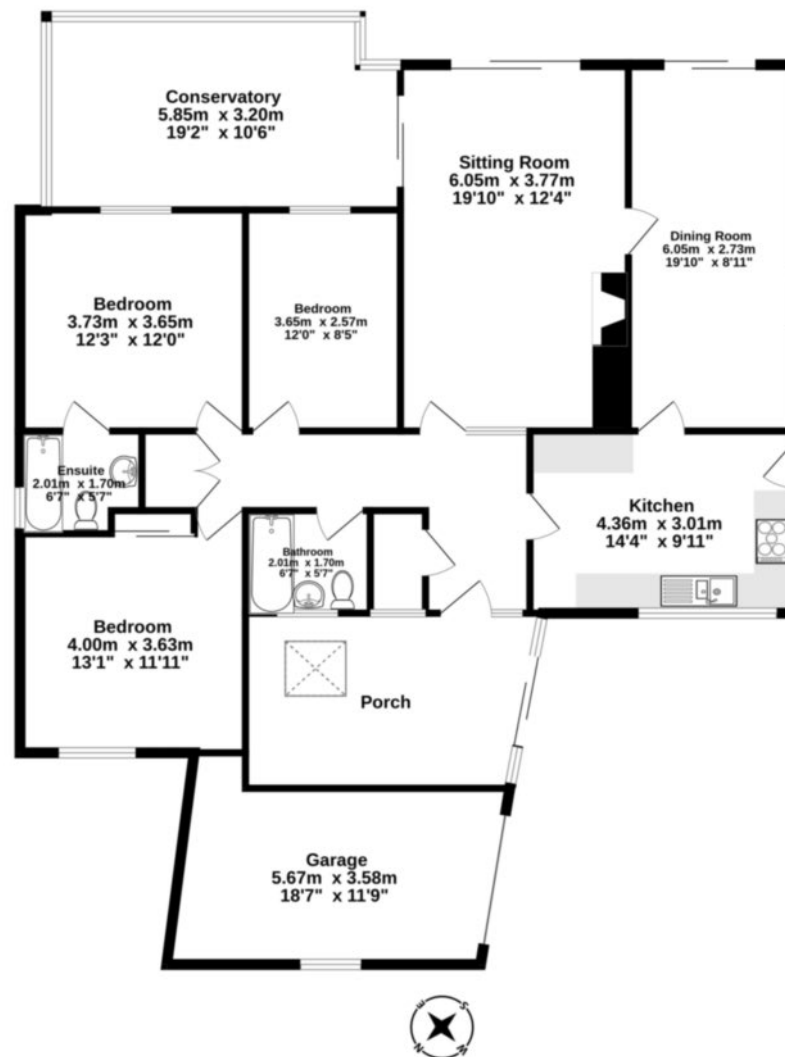 Conservatory
5.85m x 3.20m
19'2" x 10'6"
Sitting Room
6.05m x 3.77m
19'10" x 12'4"
Dining Room
6.05m x 2.73m
19'10" x 8'11"
Bedroom
3.73m x 3.65m
12'3" x 12'0"
Bedroom
3.65m x 2.57m
12'0" x 8'5"
Ensuite
2.01m x 1.70m
6'7" x 5'7"
Kitchen
4.36m x 3.01m
14'4" x 9'11"
Bathroom
2.01m x 1.70m
6'7" x 5'7"
Bedroom
4.00m x 3.63m
13'1" x 11'11"
Porch
Garage
5.67m x 3.58m
18'7" x 11'9"
E S
N W